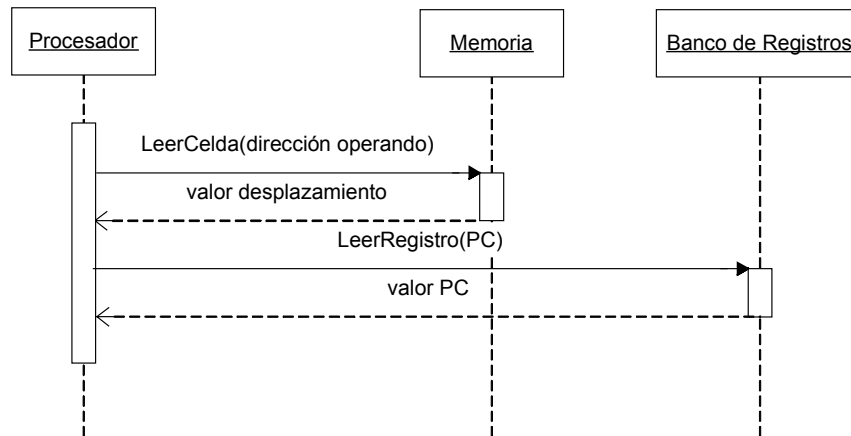 Procesador
Memoria
Banco de Registros
LeerCelda(dirección operando)
valor desplazamiento
LeerRegistro(PC)
valor PC